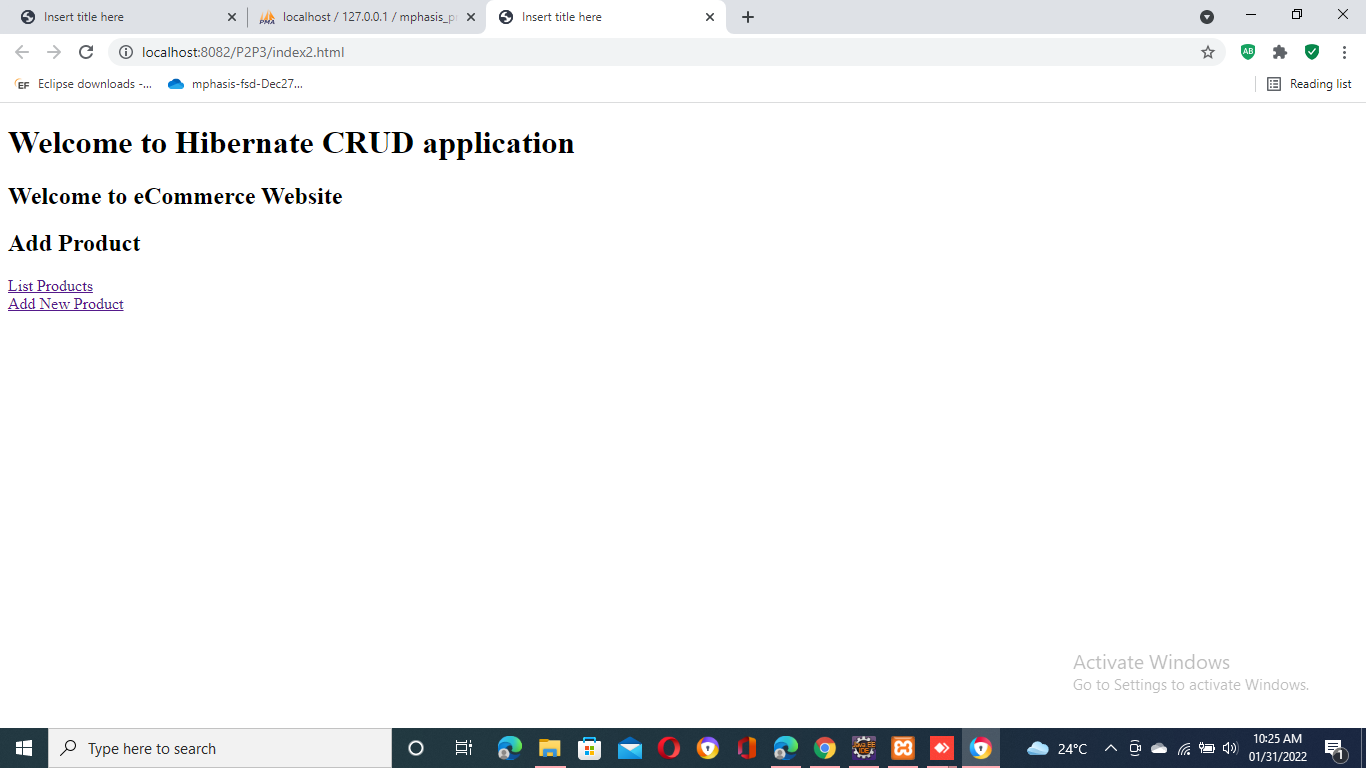 Insert title here
localhost / 127.0.0.1 / mphasis_p
Insert title here
localhost:8082/P2P3/index2.html
AB
EF Eclipse downloads -...
mphasis-fsd-Dec27...
Reading list
Welcome to Hibernate CRUD application
Welcome to eCommerce Website
Add Product
List Products
Add New Product
Activate Windows
Go to Settings to activate Windows.
Type here to search
24°C
10:25 AM
01/31/2022
1